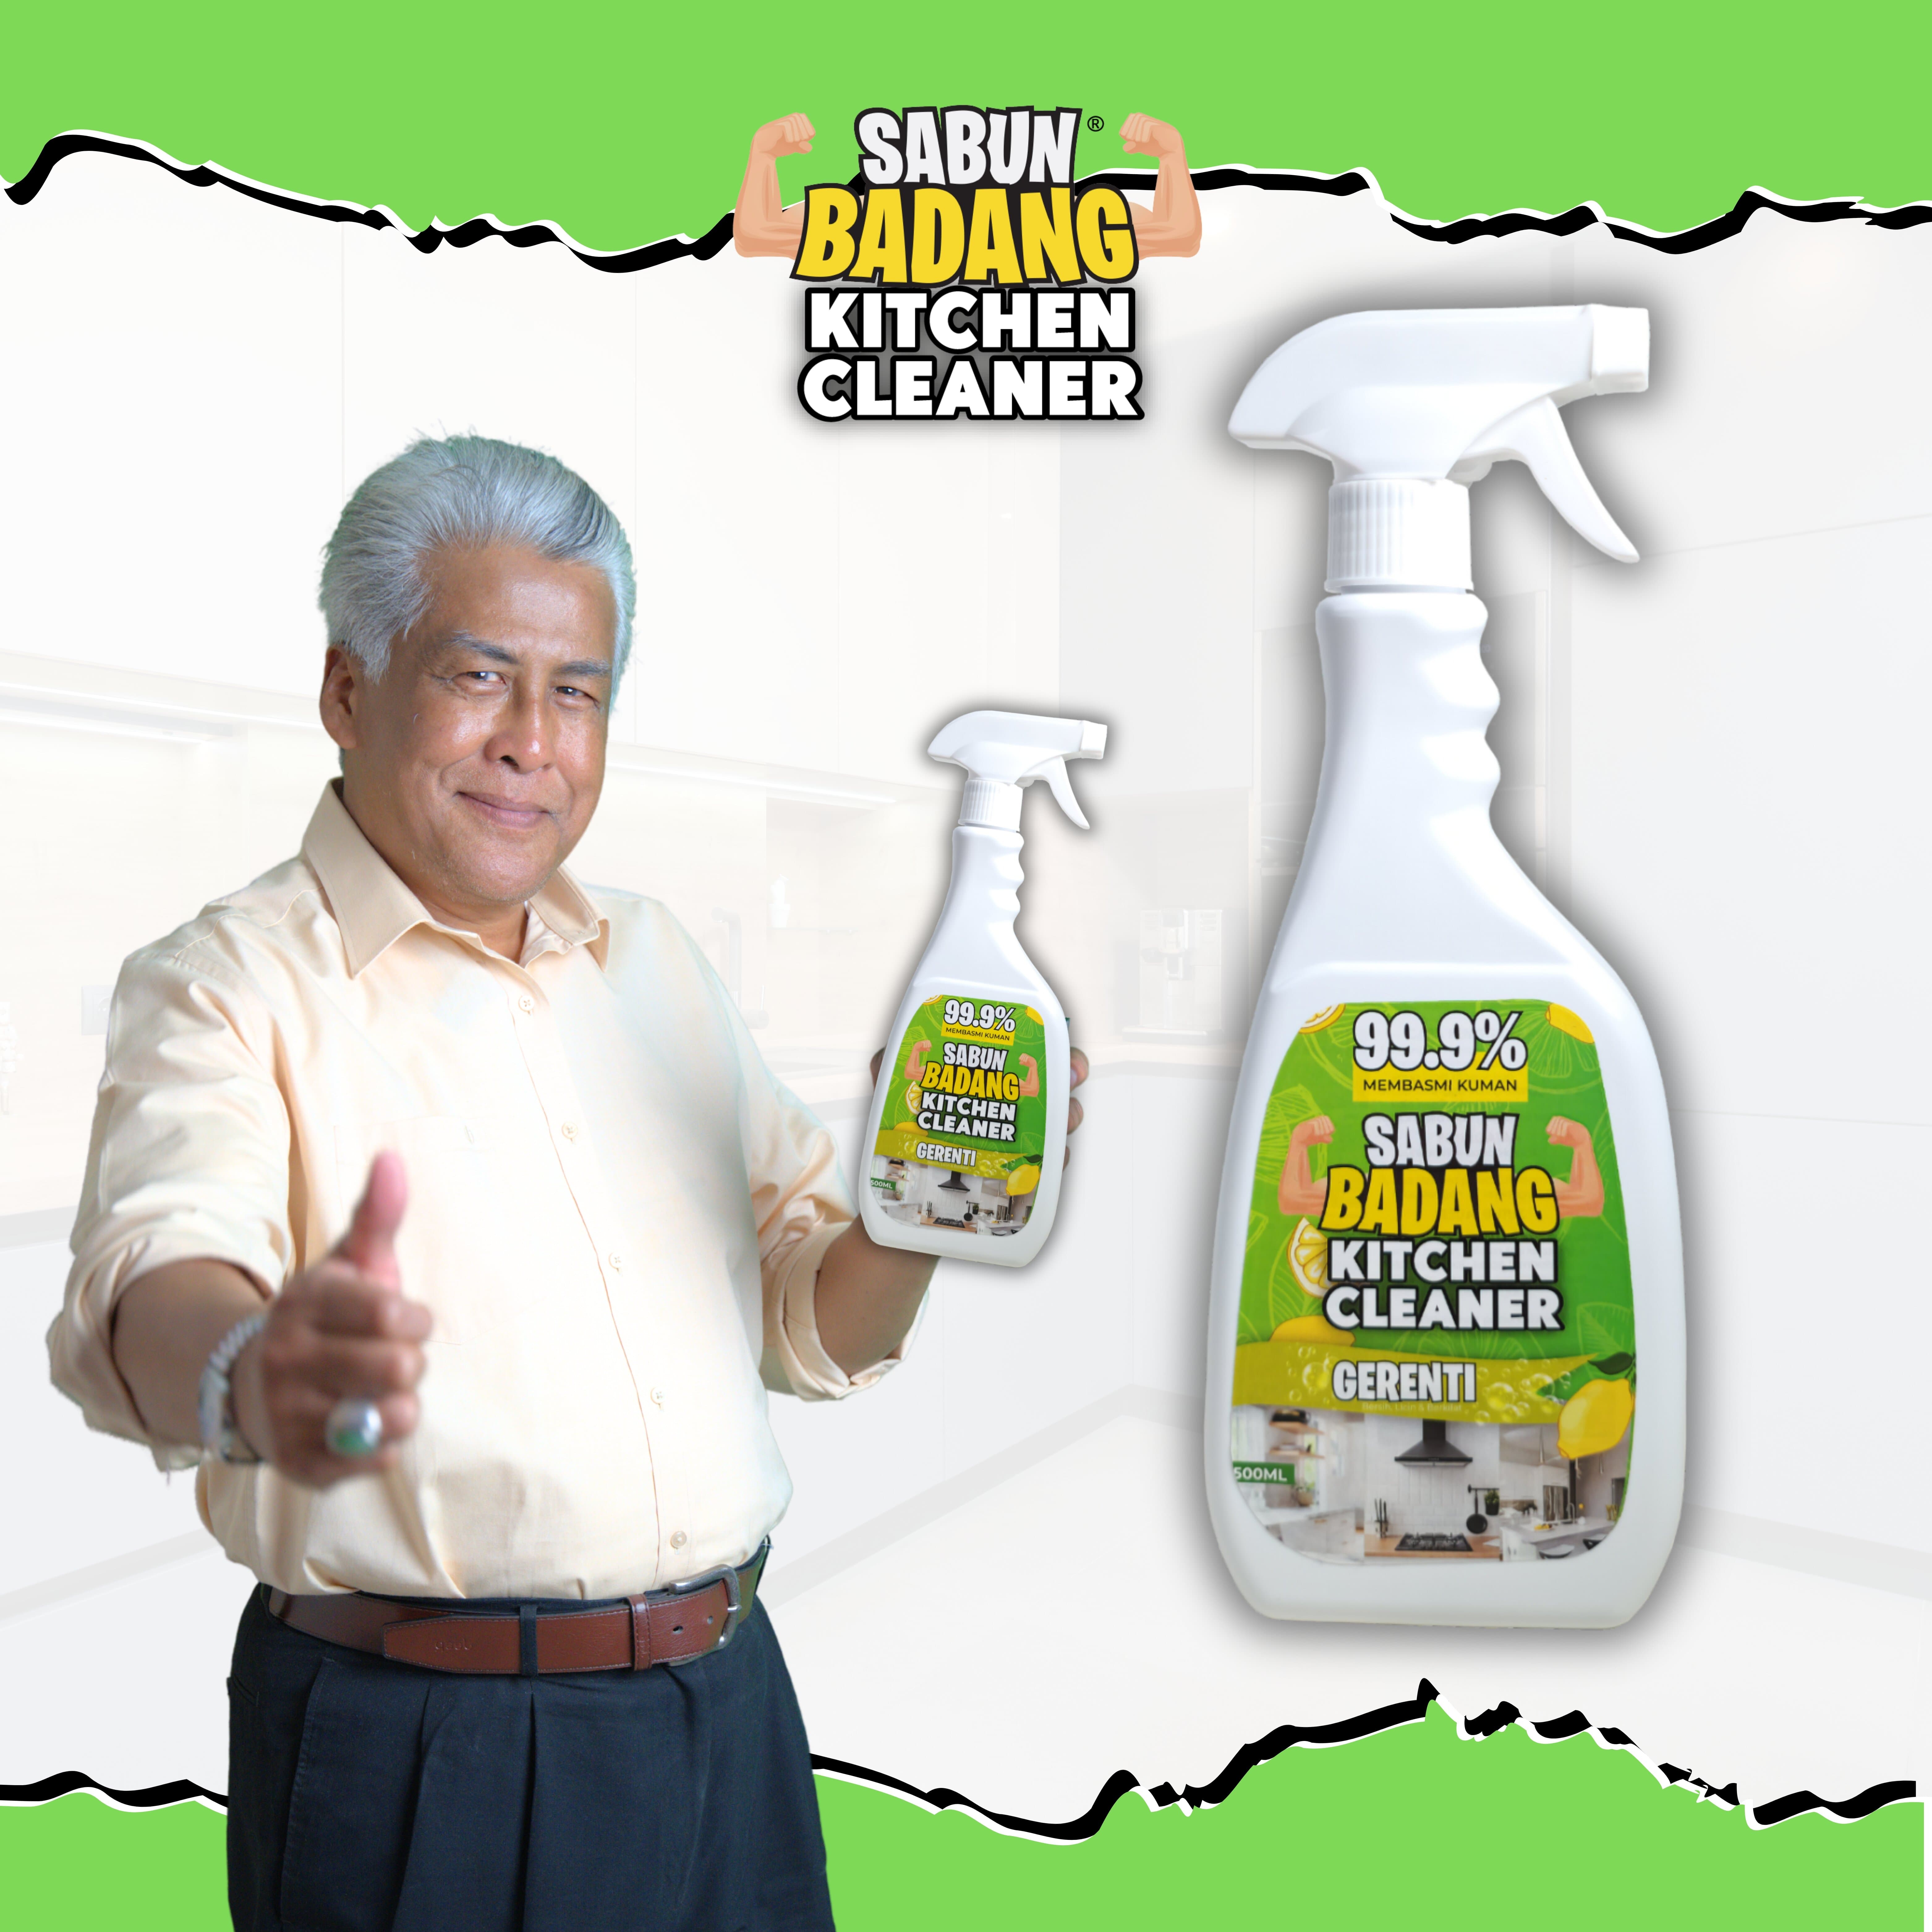 SABUN®
BADANG
KITCHEN
CLEANER
99.9%
MEMBASMI KUMAN
SABUN
BADANG
KITCHEN
CLEANER
GERENTI
500ML
99.9%
MEMBASMI KUMAN
SABUN
BADANG
KITCHEN
CLEANER
GERENTI
500ML